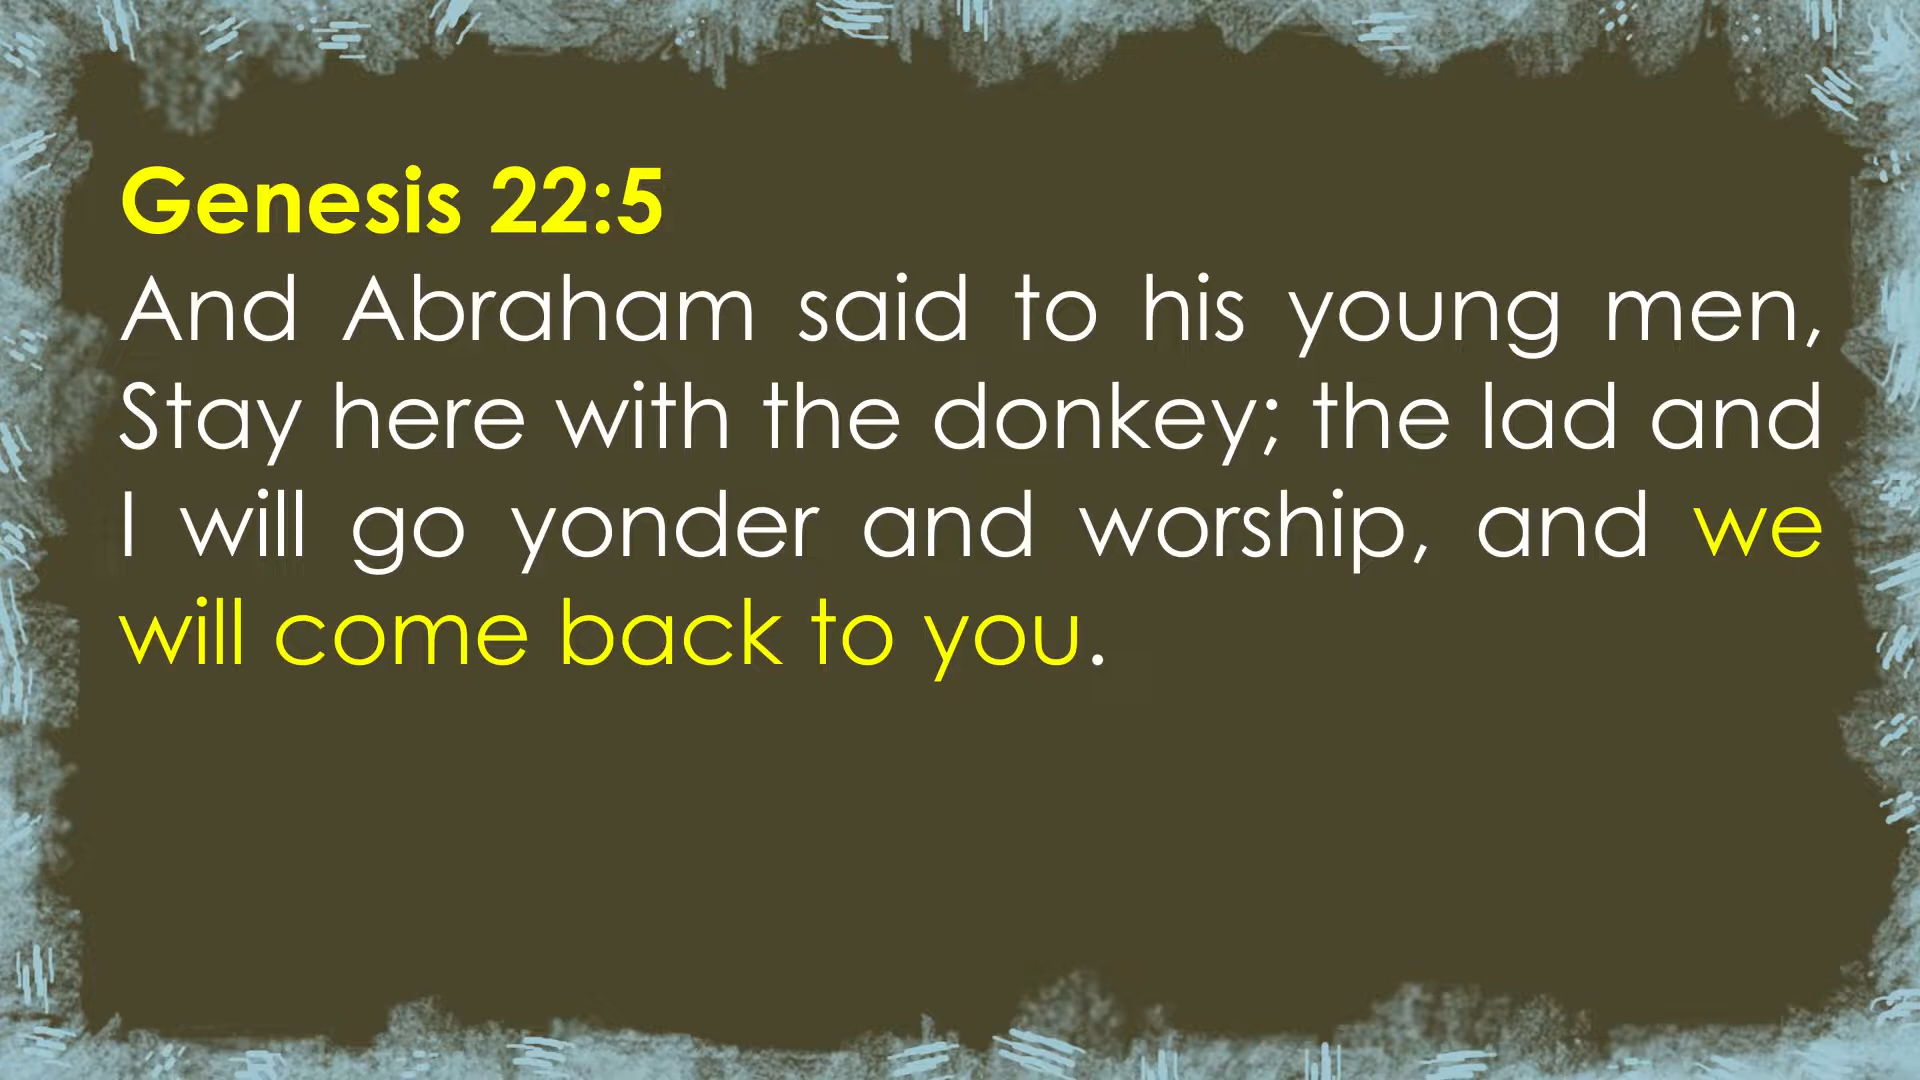 Genesis 22:5
And Abraham said to his young men,
Stay here with the donkey; the lad and
I will go yonder and worship, and we
will come back to you.